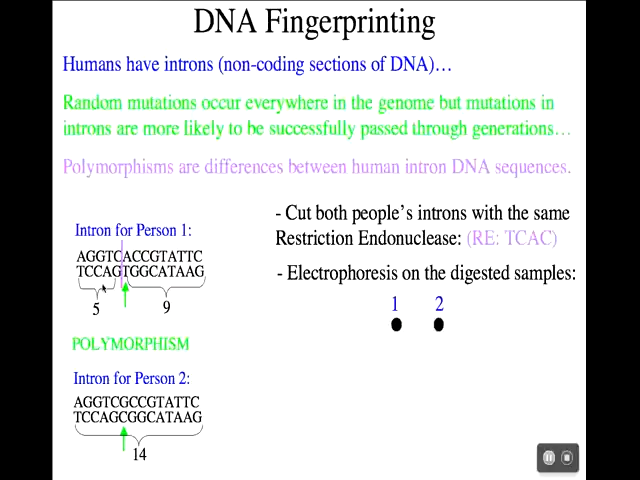 DNA Fingerprinting
Humans have introns (non-coding sections of DNA)…
Random mutations occur everywhere in the genome but mutations in
introns are more likely to be successfully passed through generations…
Polymorphisms are differences between human intron DNA sequences.
Intron for Person 1:
AGGTCACCGTATTC
TCCAGTGGCATAAG
5
9
POLYMORPHISM
Intron for Person 2:
AGGTCGCCGTATTC
TCCAGCGGCATAAG
14
- Cut both people's introns with the same
Restriction Endonuclease: (RE: TCAC)
- Electrophoresis on the digested samples:
1 2